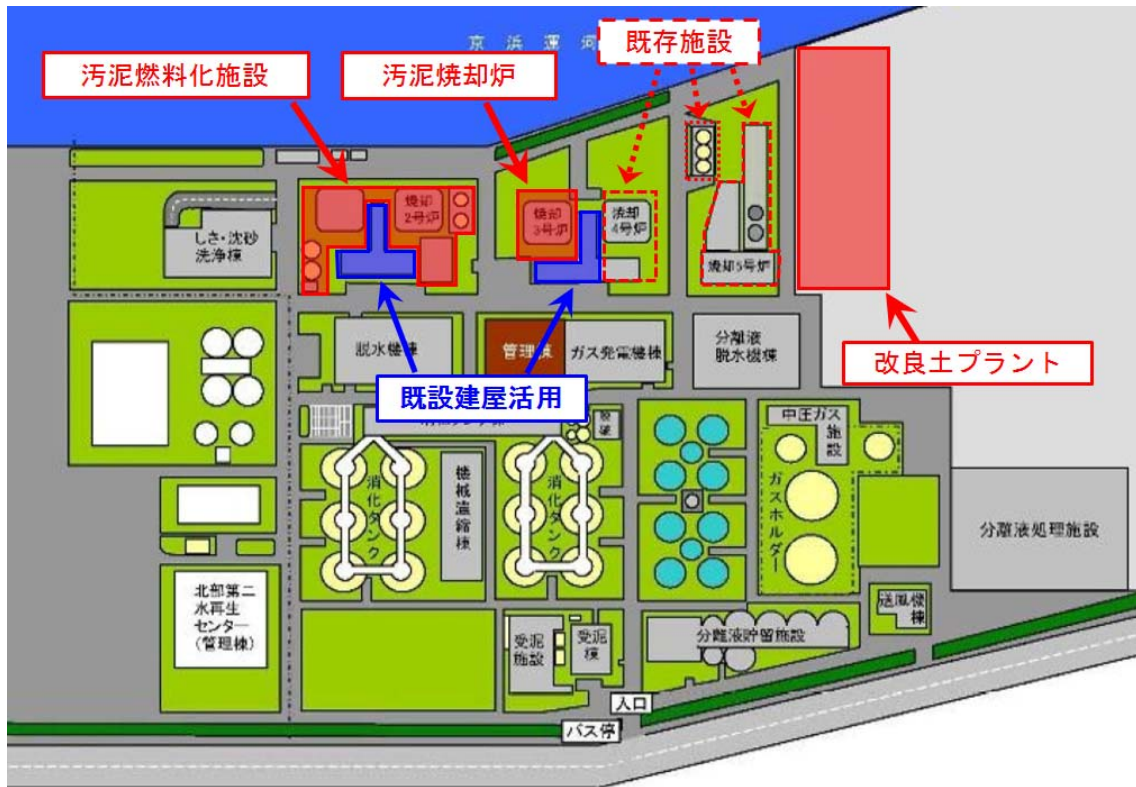 京浜運河
既存施設
汚泥燃料化施設
汚泥焼却炉
焼却
2号炉
焼却
3号炉
焼却
4号炉
しさ・沈砂
洗浄棟
焼却5号炉
脱水機棟
管理棟
ガス発電機棟
分離液
脱水機棟
改良土プラント
既設建屋活用
中圧ガス
施設
消化タンク
機械濃縮棟
消化タンク
ガスホルダー
分離液処理施設
北部第二
水再生
センター
(管理棟)
受泥
施設
受泥
棟
分離液貯留施設
送風機
棟
入口
バス停